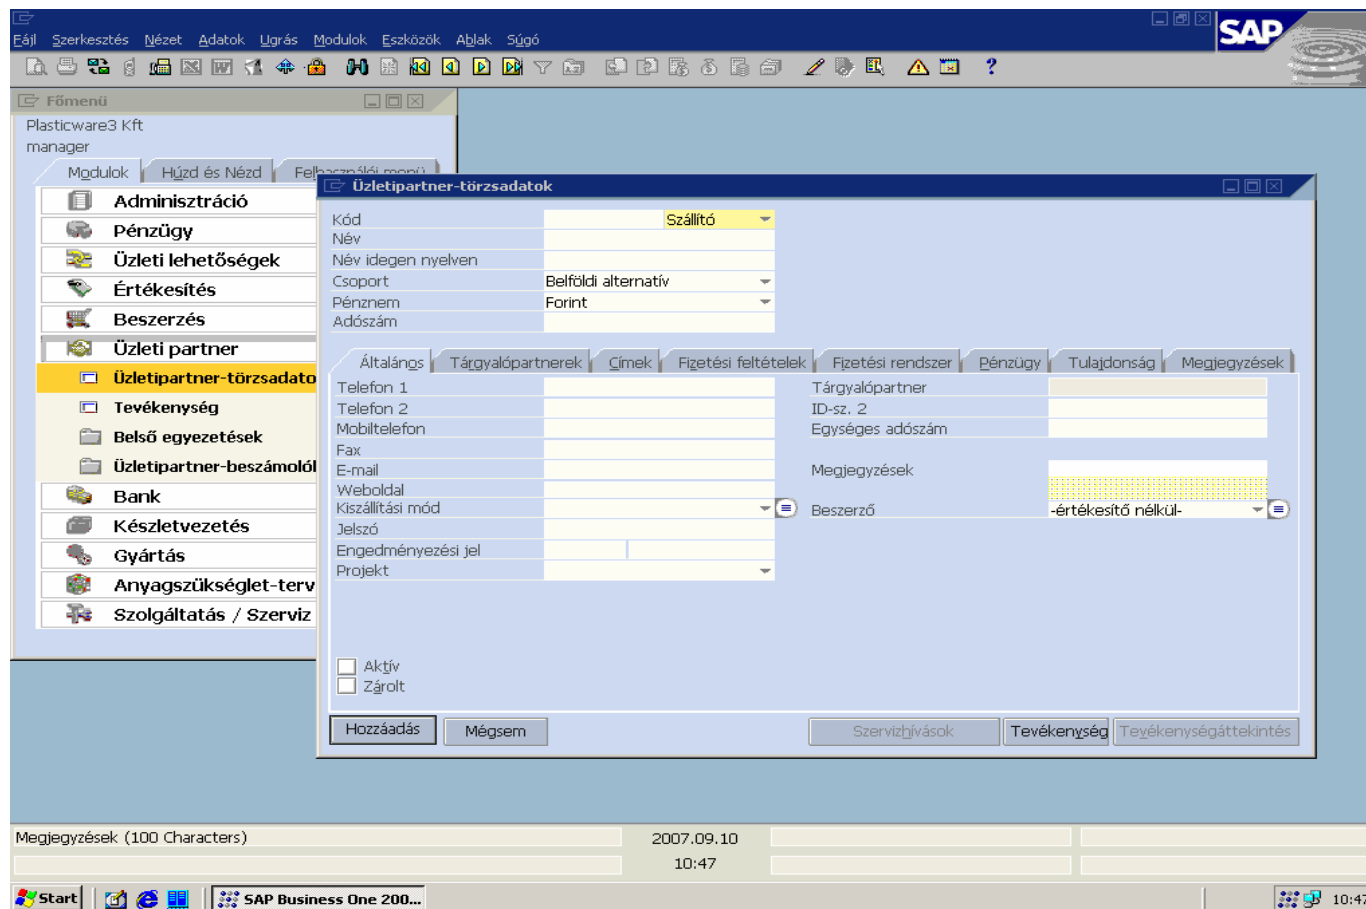 Fájl Szerkesztés Nézet Adatok Ugrás Modulok Eszközök Ablak Súgó
SAP
Főmenü
Plasticware3 Kft
manager
Modulok Húzd és Nézd Felhasználói menü
Adminisztráció
Pénzügy
Üzleti lehetőségek
Értékesítés
Beszerzés
Üzleti partner
Üzletipartner-törzsadato
Tevékenység
Belső egyezetések
Üzletipartner-beszámoló
Bank
Készletvezetés
Gyártás
Anyagszükséglet-terv
Szolgáltatás / Szerviz
Üzletipartner-törzsadatok
Kód Szállító
Név
Név idegen nyelven
Csoport Belföldi alternatív
Pénznem Forint
Adószám
Általános Tárgyalópartnerek Címek Fizetési feltételek Fizetési rendszer Pénzügy Tulajdonság Megjegyzések
Telefon 1 Tárgyalópartner
Telefon 2 ID-sz. 2
Mobiltelefon Egységes adószám
Fax
E-mail Megjegyzések
Weboldal
Kiszállítási mód Beszerző -értékesítő nélkül-
Jelszó
Engedményezési jel
Projekt
Aktív
Zárolt
Hozzáadás Mégsem Szervizhívások Tevékenység Tevékenységáttekintés
Megjegyzések (100 Characters) 2007.09.10
10:47
Start SAP Business One 200... 10:47